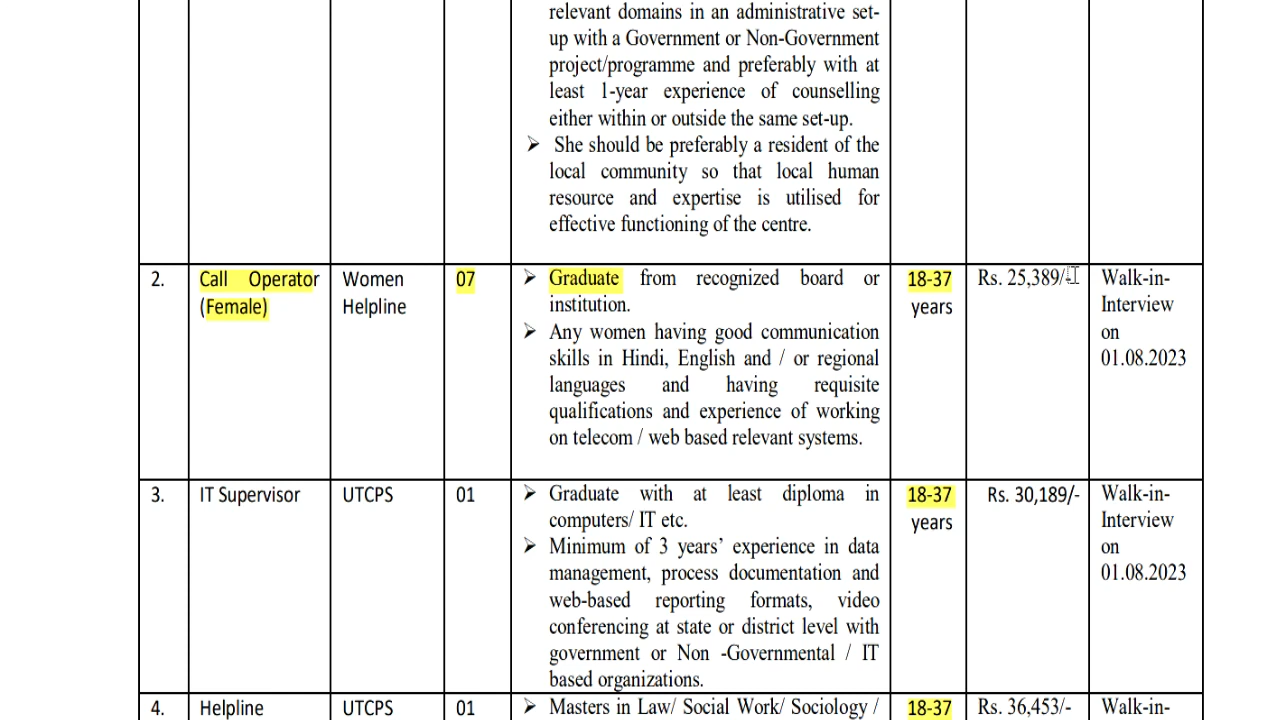 relevant domains in an administrative set-
up with a Government or Non-Government
project/programme and preferably with at
least 1-year experience of counselling
either within or outside the same set-up.
➢ She should be preferably a resident of the
local community so that local human
resource and expertise is utilised for
effective functioning of the centre.
2.
Call Operator
(Female)
Women
Helpline
07
➢ Graduate from recognized board or
institution.
➢ Any women having good communication
skills in Hindi, English and / or regional
languages and having requisite
qualifications and experience of working
on telecom / web based relevant systems.
18-37
years
Rs. 25,389/-
Walk-in-
Interview
on
01.08.2023
3.
IT Supervisor
UTCPS
01
➢ Graduate with at least diploma in
computers/ IT etc.
➢ Minimum of 3 years’ experience in data
management, process documentation and
web-based reporting formats, video
conferencing at state or district level with
government or Non -Governmental / IT
based organizations.
18-37
years
Rs. 30,189/-
Walk-in-
Interview
on
01.08.2023
4.
Helpline
UTCPS
01
➢ Masters in Law/ Social Work/ Sociology /
18-37
Rs. 36,453/-
Walk-in-